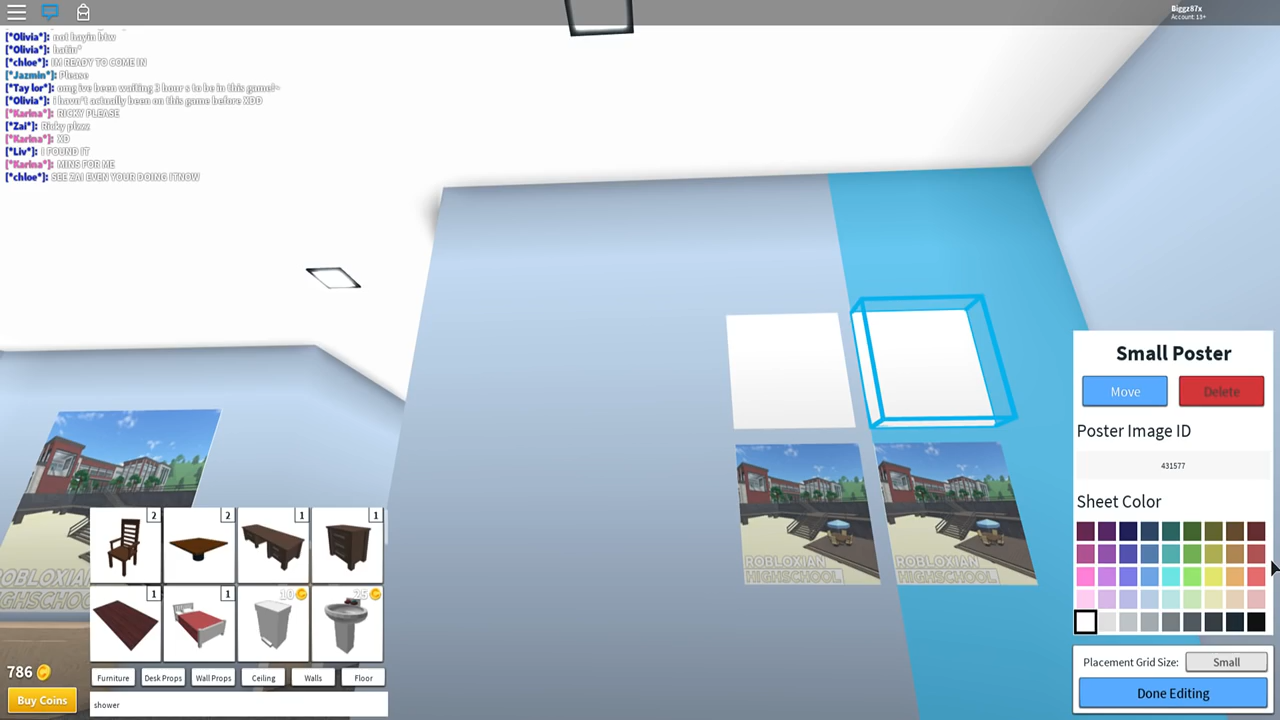 Biggz87x
Account: 13+
[*Olivia*]: not hayin btw
[*Olivia*]: hatin*
[*chloe*]: IM READY TO COME IN
[*Jazmin*]: Please
[*Tay lor*]: omg ive been waiting 3 hour s to be in this game!~
[*Olivia*]: i havn't actually been on this game before XDD
[*Karina*]: RICKY PLEASE
[*Zai*]: Ricky plzzz
[*Karina*]: XD
[*Liv*]: I FOUND IT
[*Karina*]: MINS FOR ME
[*chloe*]: SEE ZAI EVEN YOUR DOING ITNOW
Small Poster
Move
Delete
Poster Image ID
431577
Sheet Color
ROBLOXIAN
HIGHSCHOOL
ROBLOXIAN
HIGHSCHOOL
ROBLOXIAN
HIGHSCHOO
2
2
1
1
1
1
10
25
786
Buy Coins
Furniture
Desk Props
Wall Props
Ceiling
Walls
Floor
shower
Placement Grid Size:
Small
Done Editing